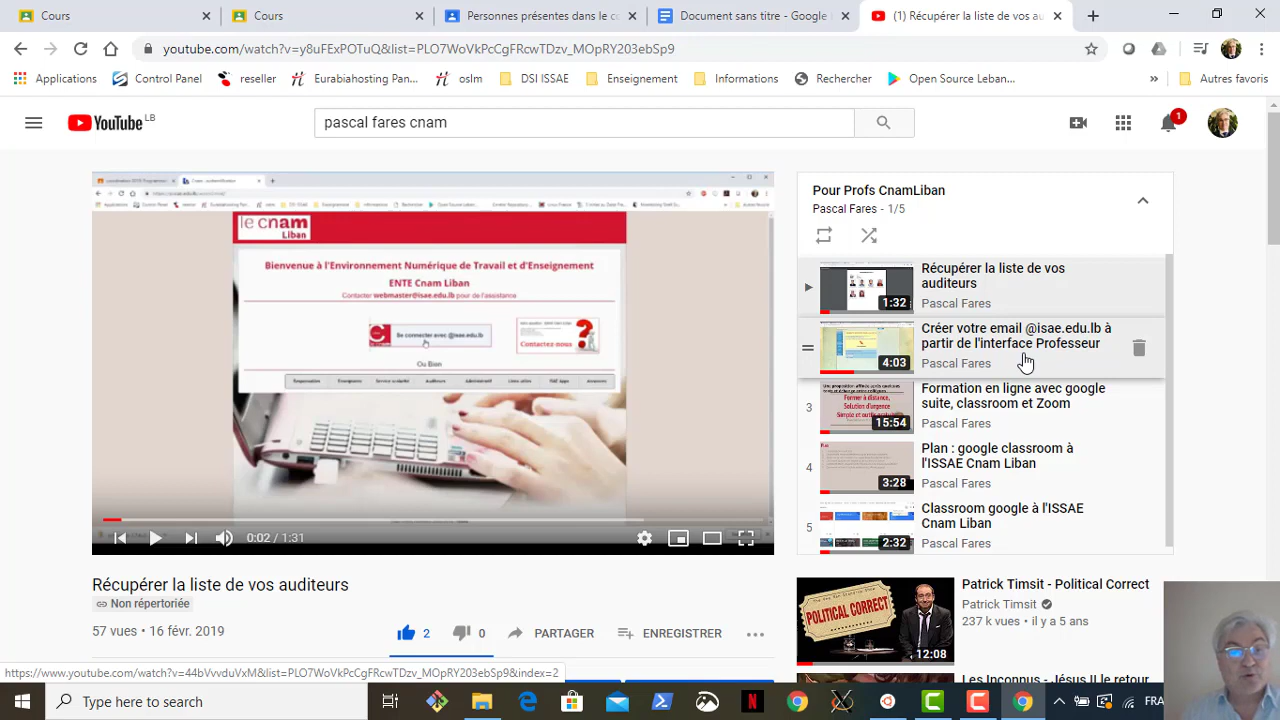 Cours
Cours
Personnes présentes dans le c
Document sans titre - Google
(1) Récupérer la liste de vos a
youtube.com/watch?v=y8uFExPOTuQ&list=PLO7WoVkPcCgFRcwTDzv_MOpRY203ebSp9
Applications
Control Panel
reseller
Eurabiahosting Pan...
oslm
DSI ISSAE
Enseignement
Informations
Rechercher
Open Source Leban...
»
Autres favoris
YouTube LB
pascal fares cnam
1
le cnam
Liban
Bienvenue à l'Environnement Numérique de Travail et d'Enseignement
ENTE Cnam Liban
Contacter webmaster@isae.edu.lb pour de l'assistance
Se connecter avec @isae.edu.lb
Contactez-nous
Ou Bien
0:02 / 1:31
Pour Profs CnamLiban
Pascal Fares - 1/5
Récupérer la liste de vos
auditeurs
Pascal Fares
1:32
Créer votre email @isae.edu.lb à
partir de l'interface Professeur
Pascal Fares
4:03
3
Formation en ligne avec google
suite, classroom et Zoom
Pascal Fares
Former à distance,
Solution d'urgence
15:54
4
Plan : google classroom à
l'ISSAE Cnam Liban
Pascal Fares
3:28
5
Classroom google à l'ISSAE
Cnam Liban
Pascal Fares
2:32
Récupérer la liste de vos auditeurs
Non répertoriée
57 vues • 16 févr. 2019
2
0
PARTAGER
ENREGISTRER
POLITICAL CORRECT
12:08
Patrick Timsit - Political Correct
Patrick Timsit
237 k vues • il y a 5 ans
Les Inconnus - Jésus II le retour
https://www.youtube.com/watch?v=44bVvvduVxM&list=PLO7WoVkPcCgFRcwTDzv_MOpRY203ebSp9&index=2
Type here to search
FRA